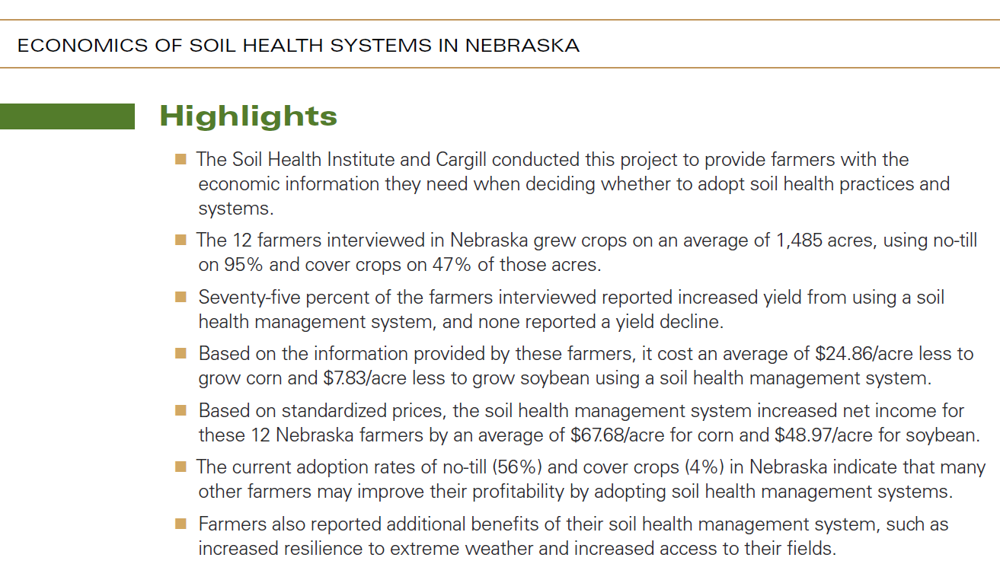 ECONOMICS OF SOIL HEALTH SYSTEMS IN NEBRASKA
Highlights
The Soil Health Institute and Cargill conducted this project to provide farmers with the
economic information they need when deciding whether to adopt soil health practices and
systems.
The 12 farmers interviewed in Nebraska grew crops on an average of 1,485 acres, using no-till
on 95% and cover crops on 47% of those acres.
Seventy-five percent of the farmers interviewed reported increased yield from using a soil
health management system, and none reported a yield decline.
Based on the information provided by these farmers, it cost an average of $24.86/acre less to
grow corn and $7.83/acre less to grow soybean using a soil health management system.
Based on standardized prices, the soil health management system increased net income for
these 12 Nebraska farmers by an average of $67.68/acre for corn and $48.97/acre for soybean.
The current adoption rates of no-till (56%) and cover crops (4%) in Nebraska indicate that many
other farmers may improve their profitability by adopting soil health management systems.
Farmers also reported additional benefits of their soil health management system, such as
increased resilience to extreme weather and increased access to their fields.